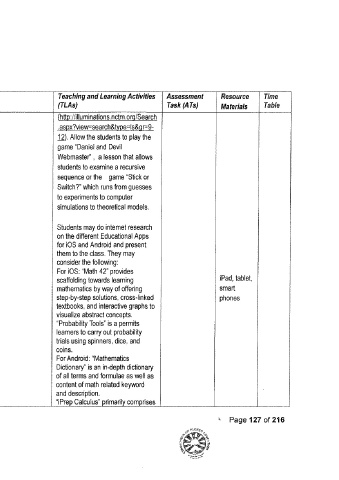 Teaching and Learning Activities
(TLAs)
Assessment
Task (ATs)
Resource
Materials
Time
Table
(http://illuminations.nctm.org/Search
.aspx?view=search&type=ls&gr=9-
12). Allow the students to play the
game "Daniel and Devil
Webmaster" , a lesson that allows
students to examine a recursive
sequence or the game "Stick or
Switch?" which runs from guesses
to experiments to computer
simulations to theoretical models.
Students may do internet research
on the different Educational Apps
for iOS and Android and present
them to the class. They may
consider the following:
For iOS: "Math 42" provides
scaffolding towards learning
mathematics by way of offering
step-by-step solutions, cross-linked
textbooks, and interactive graphs to
visualize abstract concepts.
"Probability Tools" is a permits
learners to carry out probability
trials using spinners, dice, and
coins.
For Android: "Mathematics
Dictionary" is an in-depth dictionary
of all terms and formulae as well as
content of math related keyword
and description.
"iPrep Calculus" primarily comprises
iPad, tablet,
smart
phones
Page 127 of 216